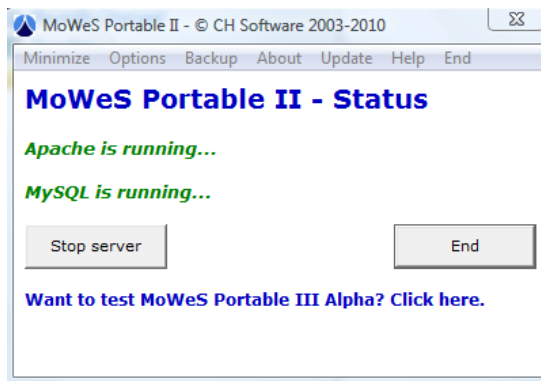 MoWeS Portable II - © CH Software 2003-2010
Minimize Options Backup About Update Help End
MoWeS Portable II - Status
Apache is running...
MySQL is running...
Stop server End
Want to test MoWeS Portable III Alpha? Click here.